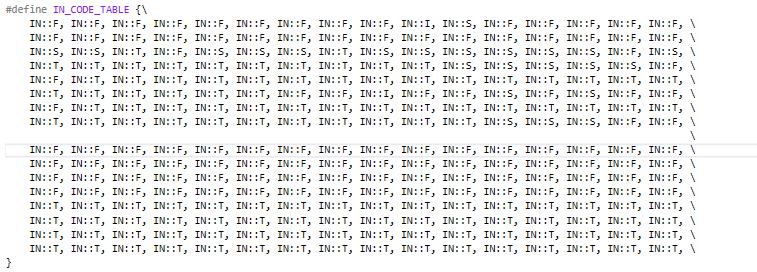 #define IN_CODE_TABLE {\
IN::F, IN::F, IN::F, IN::F, IN::F, IN::F, IN::F, IN::F, IN::F, IN::I, IN::S, IN::F, IN::F, IN::F, IN::F, IN::F, \
IN::F, IN::F, IN::F, IN::F, IN::F, IN::F, IN::F, IN::F, IN::F, IN::F, IN::F, IN::F, IN::F, IN::F, IN::F, IN::F, \
IN::S, IN::S, IN::T, IN::F, IN::S, IN::S, IN::S, IN::T, IN::S, IN::S, IN::T, IN::S, IN::S, IN::F, IN::F, IN::S, \
IN::T, IN::T, IN::T, IN::T, IN::T, IN::T, IN::T, IN::T, IN::T, IN::T, IN::S, IN::S, IN::S, IN::S, IN::S, IN::F, \
IN::F, IN::T, IN::T, IN::T, IN::T, IN::T, IN::T, IN::T, IN::T, IN::T, IN::T, IN::T, IN::T, IN::T, IN::T, IN::T, \
IN::F, IN::T, IN::T, IN::T, IN::T, IN::T, IN::F, IN::F, IN::I, IN::F, IN::F, IN::S, IN::F, IN::S, IN::F, IN::F, \
IN::F, IN::T, IN::T, IN::T, IN::T, IN::T, IN::T, IN::T, IN::T, IN::T, IN::T, IN::S, IN::T, IN::S, IN::T, IN::T, \
IN::T, IN::T, IN::T, IN::T, IN::T, IN::T, IN::T, IN::T, IN::T, IN::T, IN::T, IN::S, IN::S, IN::S, IN::F, IN::F, \
\
IN::F, IN::F, IN::F, IN::F, IN::F, IN::F, IN::F, IN::F, IN::F, IN::F, IN::F, IN::F, IN::F, IN::F, IN::F, IN::F, \
IN::F, IN::F, IN::F, IN::F, IN::F, IN::F, IN::F, IN::F, IN::F, IN::F, IN::F, IN::F, IN::F, IN::F, IN::F, IN::F, \
IN::F, IN::F, IN::F, IN::F, IN::F, IN::F, IN::F, IN::F, IN::F, IN::F, IN::F, IN::F, IN::F, IN::F, IN::F, IN::F, \
IN::F, IN::F, IN::F, IN::F, IN::F, IN::F, IN::F, IN::F, IN::F, IN::F, IN::F, IN::F, IN::F, IN::F, IN::F, IN::F, \
IN::T, IN::T, IN::T, IN::T, IN::T, IN::T, IN::T, IN::T, IN::T, IN::T, IN::T, IN::T, IN::T, IN::T, IN::T, IN::T, \
IN::T, IN::T, IN::T, IN::T, IN::T, IN::T, IN::T, IN::T, IN::T, IN::T, IN::T, IN::T, IN::T, IN::T, IN::T, IN::T, \
IN::T, IN::T, IN::T, IN::T, IN::T, IN::T, IN::T, IN::T, IN::T, IN::T, IN::T, IN::T, IN::T, IN::T, IN::T, IN::T, \
IN::T, IN::T, IN::T, IN::T, IN::T, IN::T, IN::T, IN::T, IN::T, IN::T, IN::T, IN::T, IN::T, IN::T, IN::T, IN::T, \
}